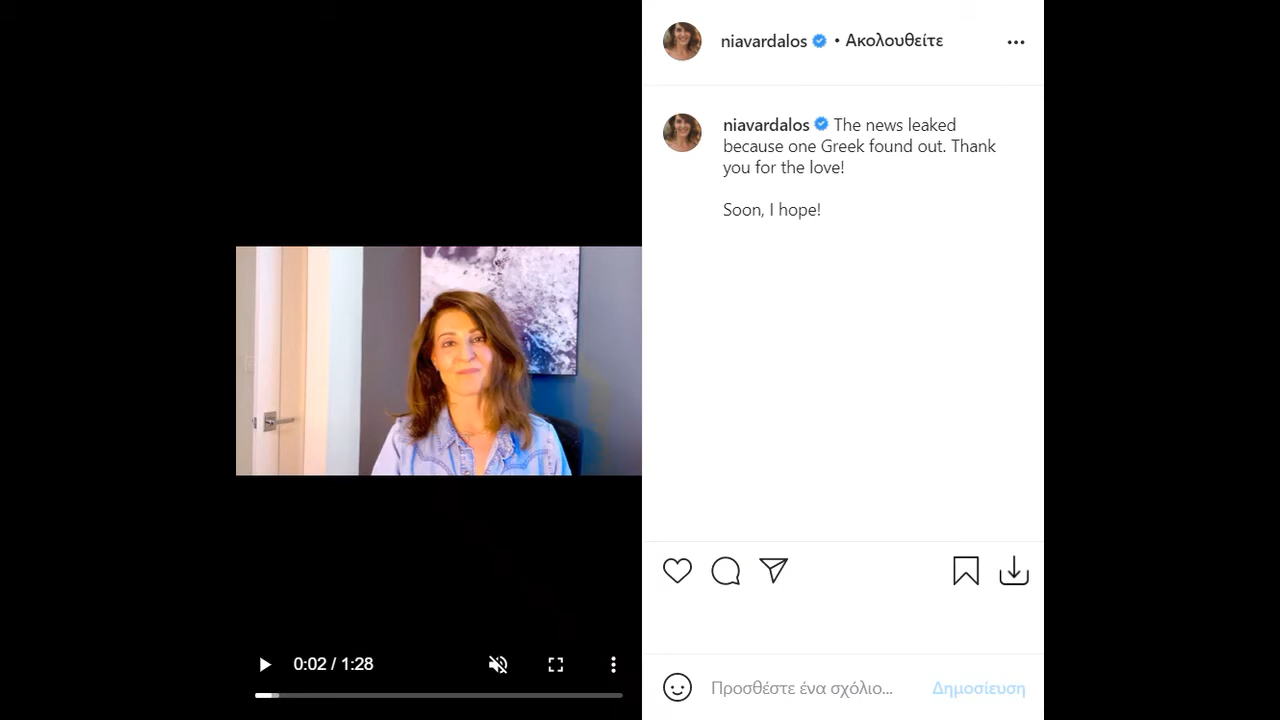 niavardalos • Ακολουθείτε
niavardalos The news leaked
because one Greek found out. Thank
you for the love!
Soon, I hope!
0:02 / 1:28
Προσθέστε ένα σχόλιο...
Δημοσίευση